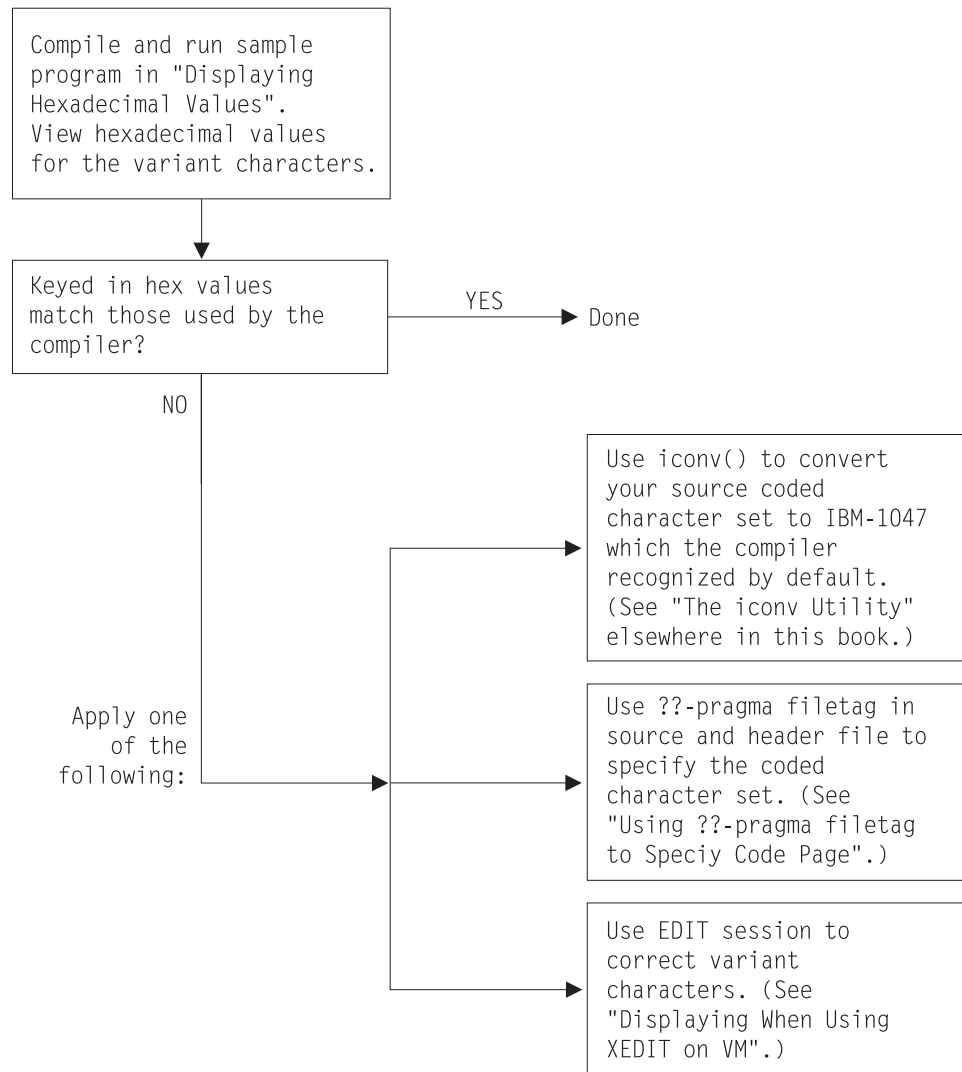 Compile and run sample
program in "Displaying
Hexadecimal Values".
View hexadecimal values
for the variant characters.
Keyed in hex values
match those used by the
compiler?
YES
Done
NO
Apply one
of the
following:
Use iconv() to convert
your source coded
character set to IBM-1047
which the compiler
recognized by default.
(See "The iconv Utility"
elsewhere in this book.)
Use ??-pragma filetag in
source and header file to
specify the coded
character set. (See
"Using ??-pragma filetag
to Speciy Code Page".)
Use EDIT session to
correct variant
characters. (See
"Displaying When Using
XEDIT on VM".)